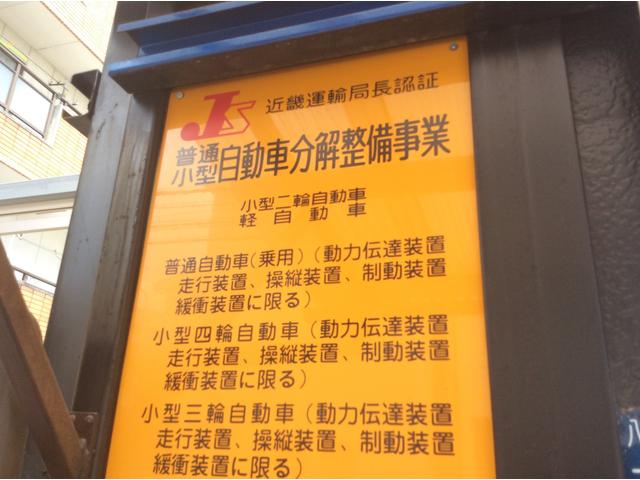 JS 近畿運輸局長認証
普通
小型 自動車分解整備事業
小型二輪自動車
軽自動車
普通自動車(乗用)(動力伝達装置
走行装置、操縦装置、制動装置
緩衝装置に限る)
小型四輪自動車(動力伝達装置
走行装置、操縦装置、制動装置
緩衝装置に限る)
小型三輪自動車(動力伝達装置
走行装置、操縦装置、制動装置
緩衝装置に限る)
八